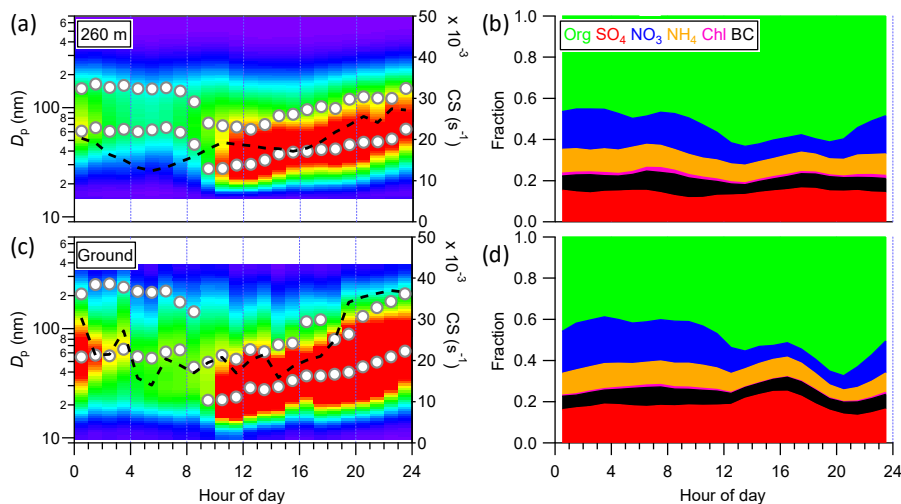 (a)
260 m
6
4
2
100
6
4
2
10
Dp (nm)
50
40
30
20
10
0
x 10-3
CS (s-1)
(b)
Org SO4 NO3 NH4 Chl BC
1.0
0.8
0.6
0.4
0.2
0.0
Fraction
(c)
Ground
6
4
2
100
6
4
2
10
Dp (nm)
50
40
30
20
10
0
x 10-3
CS (s-1)
0 4 8 12 16 20 24
Hour of day
(d)
1.0
0.8
0.6
0.4
0.2
0.0
Fraction
0 4 8 12 16 20 24
Hour of day